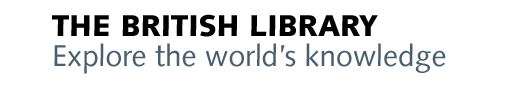 THE BRITISH LIBRARY
Explore the world's knowledge